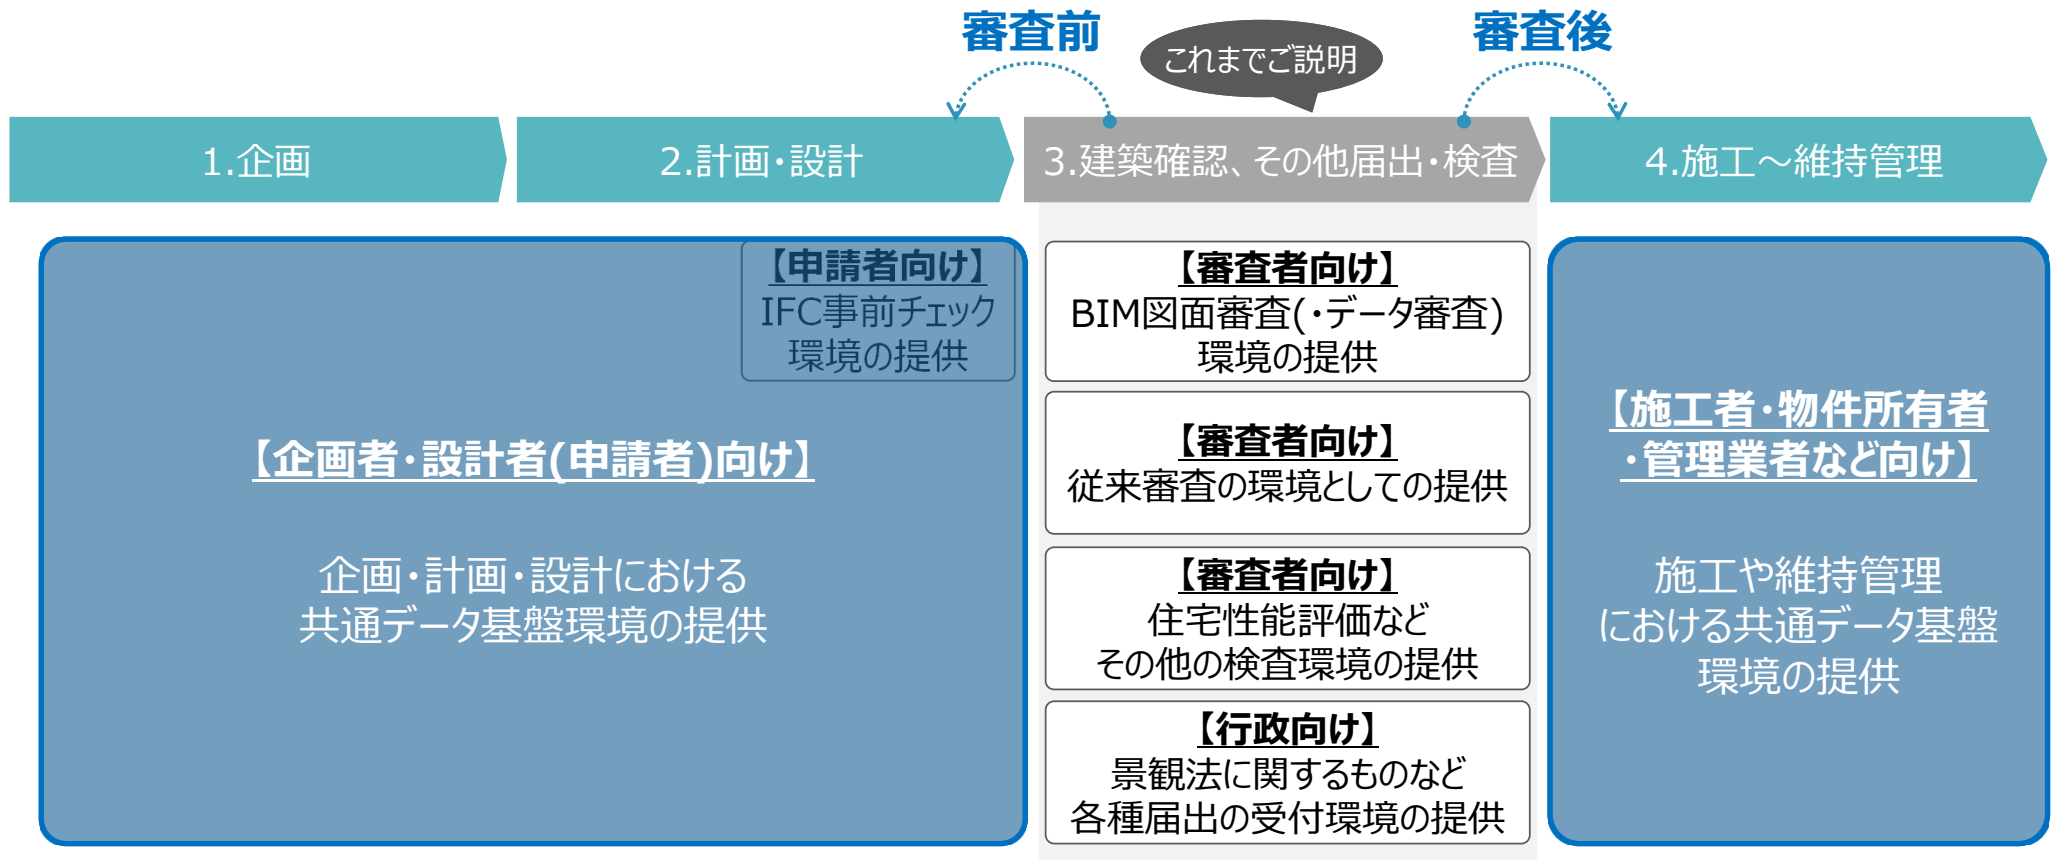 審査前
これまでご説明
審査後
1.企画
2.計画・設計
3.建築確認、その他届出・検査
4.施工～維持管理
【申請者向け】
IFC事前チェック
環境の提供
【企画者・設計者(申請者)向け】
企画・計画・設計における
共通データ基盤環境の提供
【審査者向け】
BIM図面審査(・データ審査)
環境の提供
【審査者向け】
従来審査の環境としての提供
【審査者向け】
住宅性能評価など
その他の検査環境の提供
【行政向け】
景観法に関するものなど
各種届出の受付環境の提供
【施工者・物件所有者
・管理業者など向け】
施工や維持管理
における共通データ基盤
環境の提供